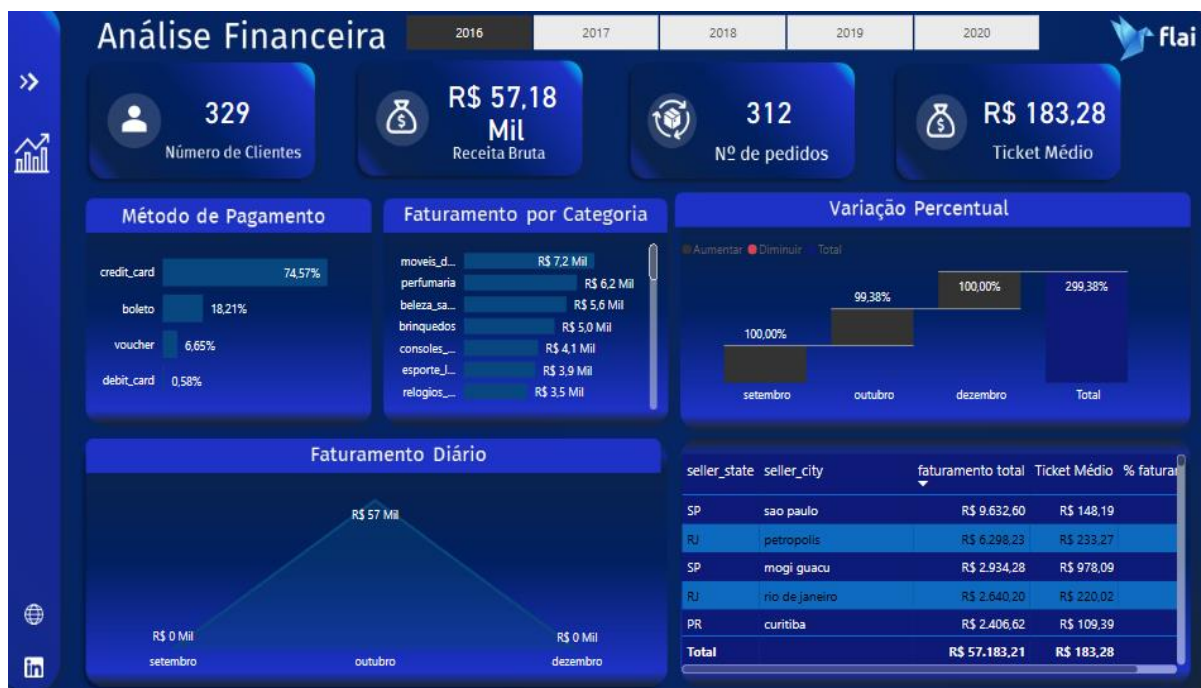 Análise Financeira
2016
2017
2018
2019
2020
flai
329
Número de Clientes
R$ 57,18
Mil
Receita Bruta
312
Nº de pedidos
R$ 183,28
Ticket Médio
Método de Pagamento
credit_card 74,57%
boleto 18,21%
voucher 6,65%
debit_card 0,58%
Faturamento por Categoria
moveis_d... R$ 7,2 Mil
perfumaria R$ 6,2 Mil
beleza_sa... R$ 5,6 Mil
brinquedos R$ 5,0 Mil
consoles_... R$ 4,1 Mil
esporte_l... R$ 3,9 Mil
relogios_... R$ 3,5 Mil
Variação Percentual
Aumentar Diminuir Total
100,00%
99,38%
100,00%
299,38%
setembro outubro dezembro Total
Faturamento Diário
R$ 57 Mil
R$ 0 Mil
R$ 0 Mil
setembro outubro dezembro
seller_state seller_city faturamento total Ticket Médio % faturar
SP sao paulo R$ 9.632,60 R$ 148,19
RJ petropolis R$ 6.298,23 R$ 233,27
SP mogi guacu R$ 2.934,28 R$ 978,09
RJ rio de janeiro R$ 2.640,20 R$ 220,02
PR curitiba R$ 2.406,62 R$ 109,39
Total R$ 57.183,21 R$ 183,28
in